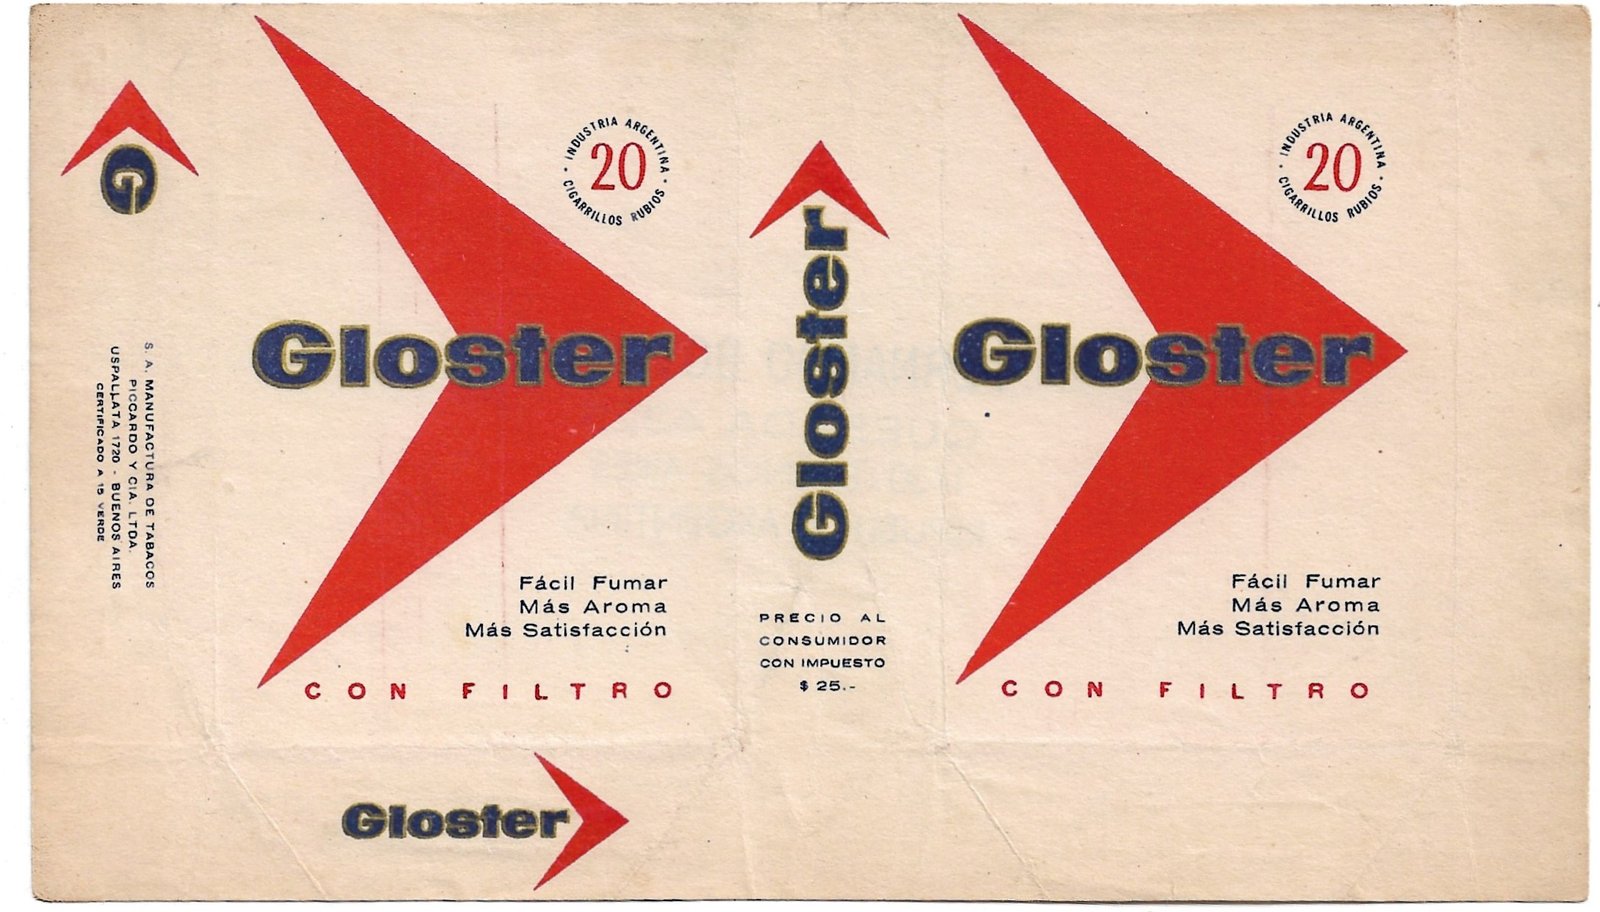 G
S. A. MANUFACTURA DE TABACOS
PICCARDO Y CIA. LTDA.
USPALLATA 1720 - BUENOS AIRES
CERTIFICADO A 15 VERDE
· INDUSTRIA ARGENTINA ·
20
CIGARRILLOS RUBIOS
Gloster
Fácil Fumar
Más Aroma
Más Satisfacción
CON FILTRO
Gloster
Gloster
PRECIO AL
CONSUMIDOR
CON IMPUESTO
$ 25.-
· INDUSTRIA ARGENTINA ·
20
CIGARRILLOS RUBIOS
Gloster
Fácil Fumar
Más Aroma
Más Satisfacción
CON FILTRO